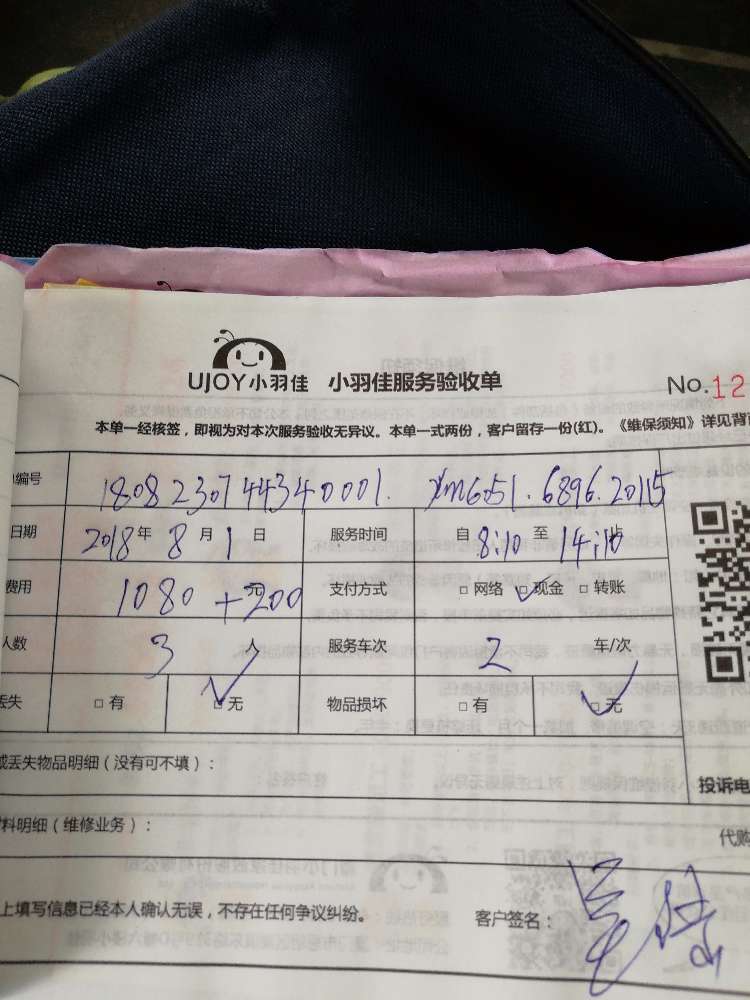 UJOY小羽佳 小羽佳服务验收单 No.12
本单一经核签，即视为对本次服务验收无异议。本单一式两份，客户留存一份(红)。《维保须知》详见背面
编号 1808230744340001. XM6051.6896.20115
日期 2018年 8月 1日 服务时间 自 8:10 至 14:10 止
费用 1080 元 +200 支付方式 □网络 □现金 □转账
人数 3 人 服务车次 2 车/次
丢失 □有 □无 物品损坏 □有 □无
或丢失物品明细（没有可不填）：
投诉电
料明细（维修业务）：
代购
上填写信息已经本人确认无误，不存在任何争议纠纷。 客户签名：